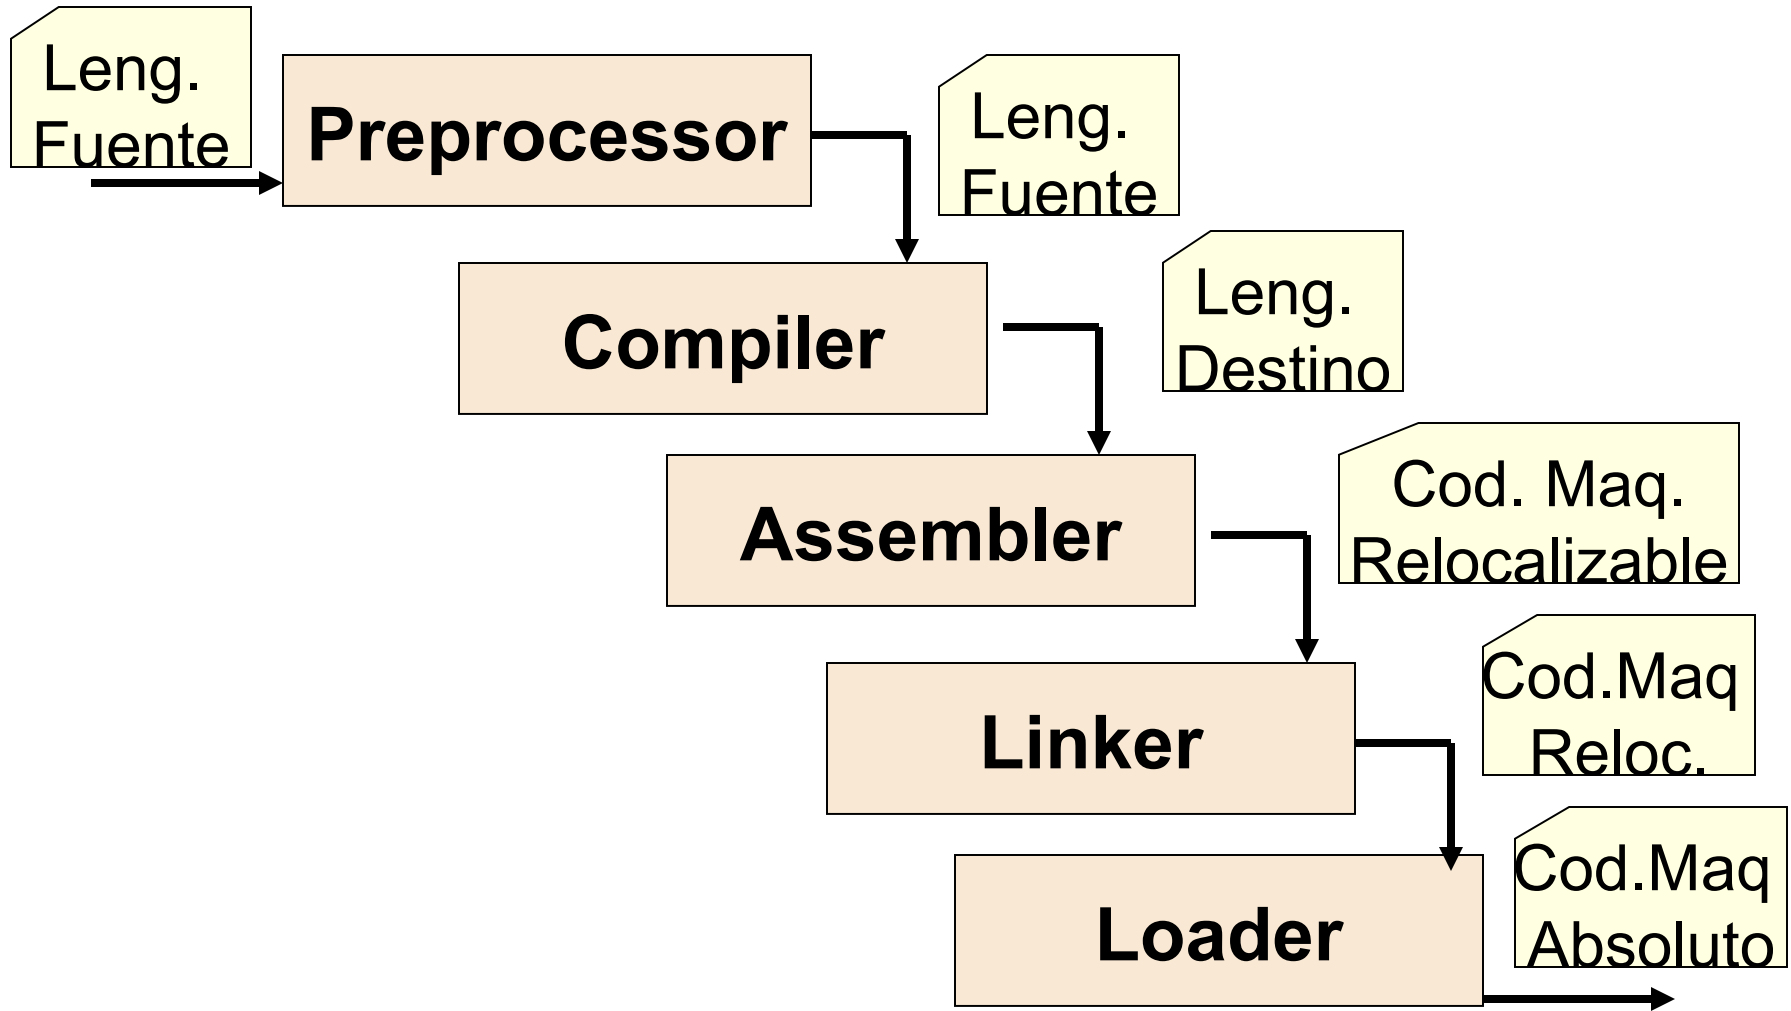 Leng.
Fuente
Preprocessor
Leng.
Fuente
Compiler
Leng.
Destino
Assembler
Cod. Maq.
Relocalizable
Linker
Cod.Maq
Reloc.
Loader
Cod.Maq
Absoluto